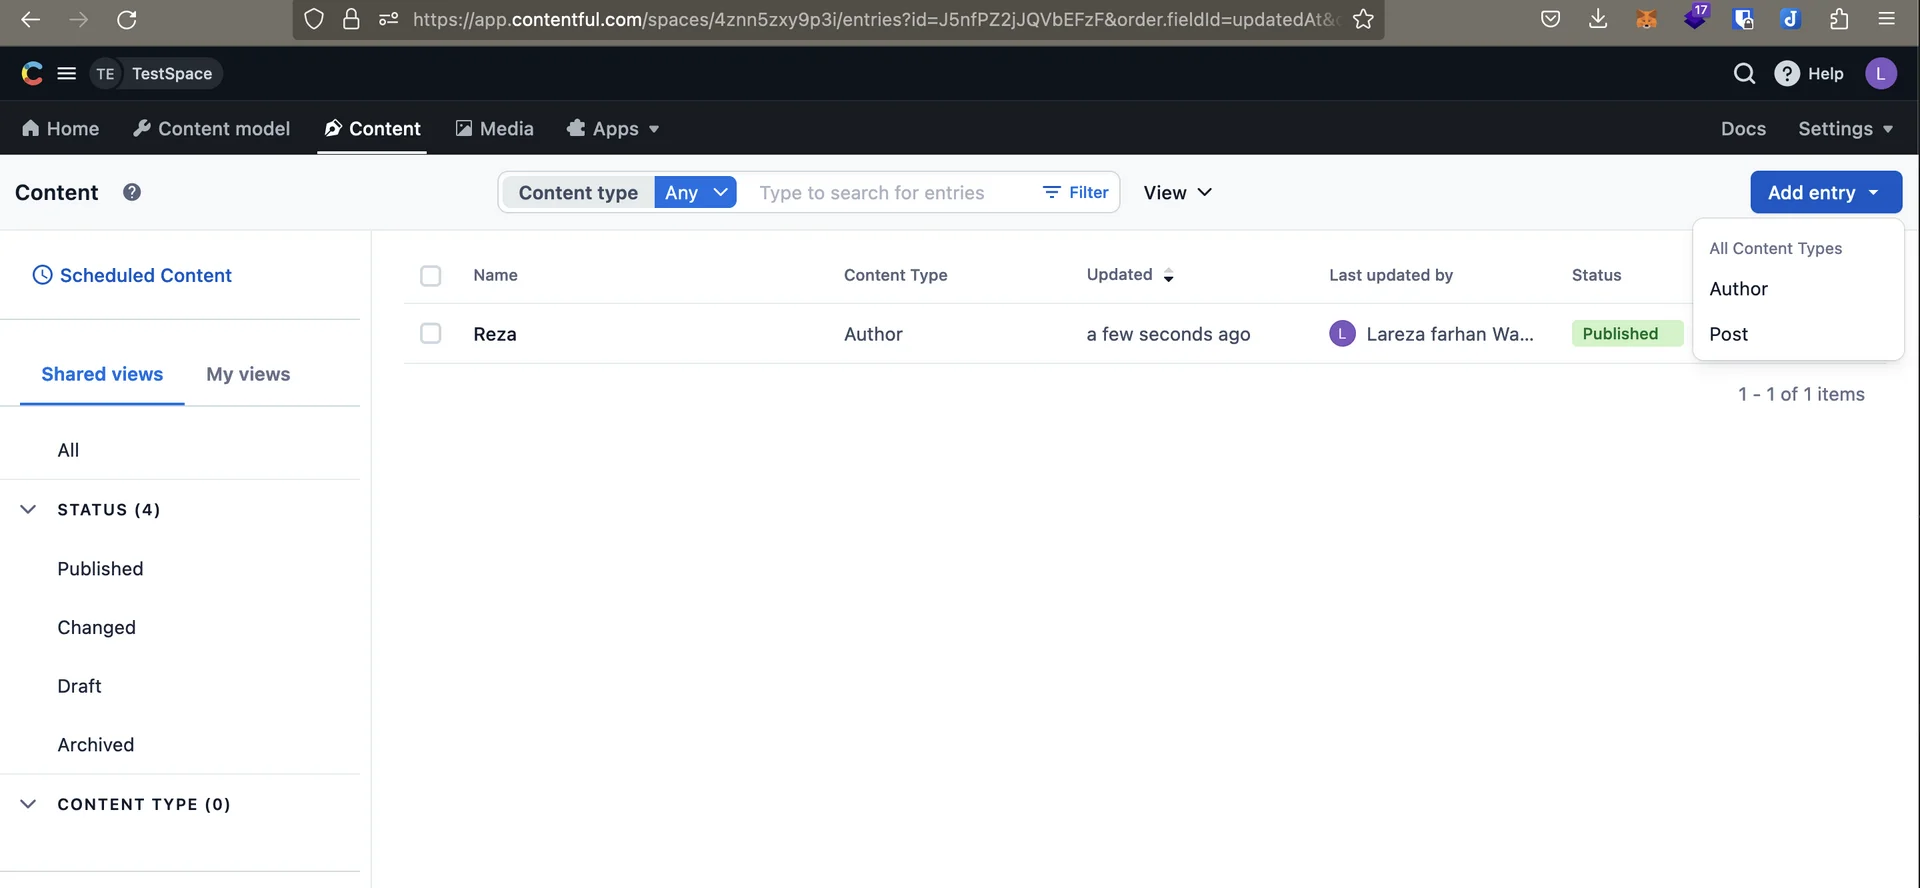 https://app.contentful.com/spaces/4znn5zxy9p3i/entries?id=J5nfPZ2jJQVbEFzF&order.fieldId=updatedAt&
17
TE TestSpace
Help
L
Home
Content model
Content
Media
Apps
Docs
Settings
Content
Content type Any
Type to search for entries
Filter
View
Add entry
All Content Types
Author
Post
Scheduled Content
Shared views
My views
All
STATUS (4)
Published
Changed
Draft
Archived
CONTENT TYPE (0)
Name Content Type Updated Last updated by Status
Reza Author a few seconds ago L Lareza farhan Wa... Published
1 - 1 of 1 items